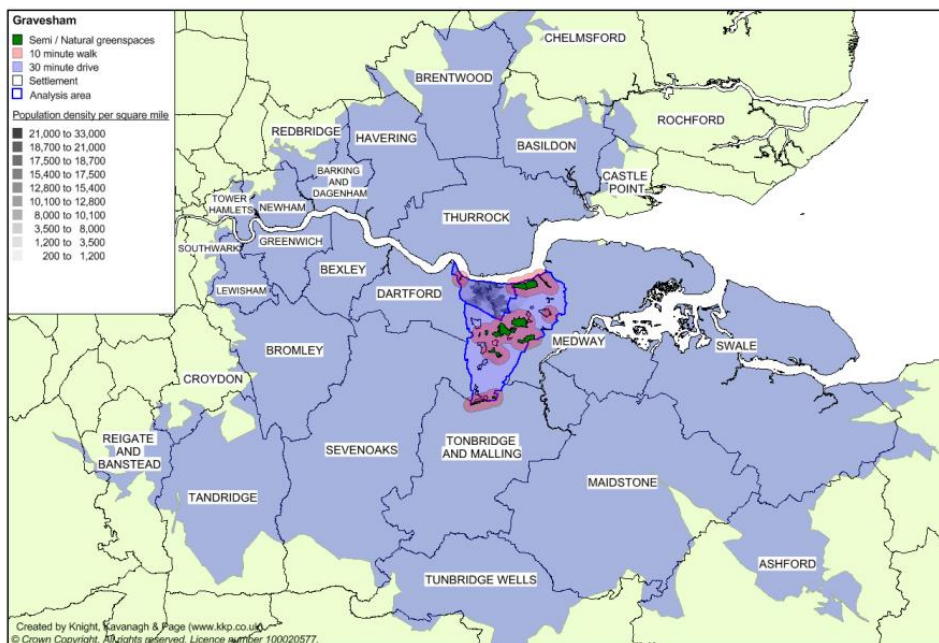 Gravesham
Semi / Natural greenspaces
10 minute walk
30 minute drive
Settlement
Analysis area
Population density per square mile
21,000 to 33,000
18,700 to 21,000
17,500 to 18,700
15,400 to 17,500
12,800 to 15,400
10,100 to 12,800
8,000 to 10,100
3,500 to 8,000
1,200 to 3,500
200 to 1,200
CHELMSFORD
BRENTWOOD
ROCHFORD
REDBRIDGE
HAVERING
BASILDON
BARKING
AND
DAGENHAM
CASTLE
POINT
TOWER
HAMLETS
NEWHAM
THURROCK
SOUTHWARK
GREENWICH
BEXLEY
LEWISHAM
DARTFORD
BROMLEY
MEDWAY
SWALE
CROYDON
REIGATE
AND
BANSTEAD
SEVENOAKS
TONBRIDGE
AND MALLING
TANDRIDGE
MAIDSTONE
ASHFORD
TUNBRIDGE WELLS
Created by Knight, Kavanagh & Page (www.kkp.co.uk)
© Crown Copyright. All rights reserved. Licence number 100020577.